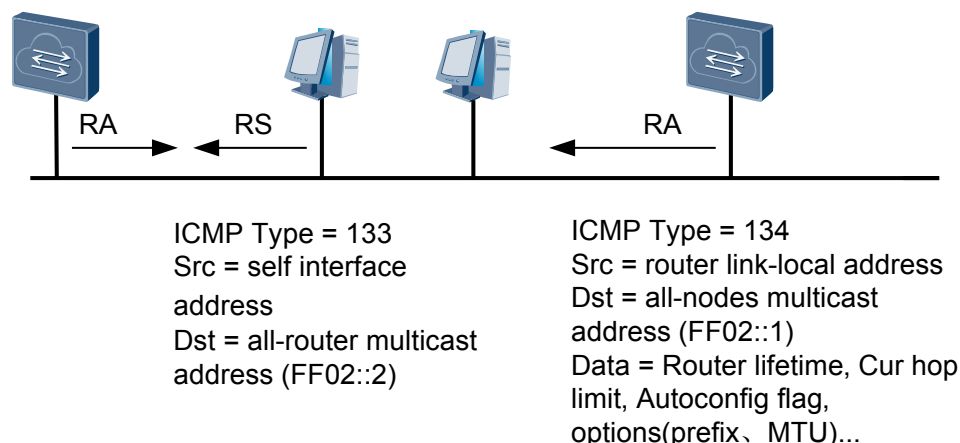 RA
RS
RA
ICMP Type = 133
Src = self interface
address
Dst = all-router multicast
address (FF02::2)
ICMP Type = 134
Src = router link-local address
Dst = all-nodes multicast
address (FF02::1)
Data = Router lifetime, Cur hop
limit, Autoconfig flag,
options(prefix、MTU)...